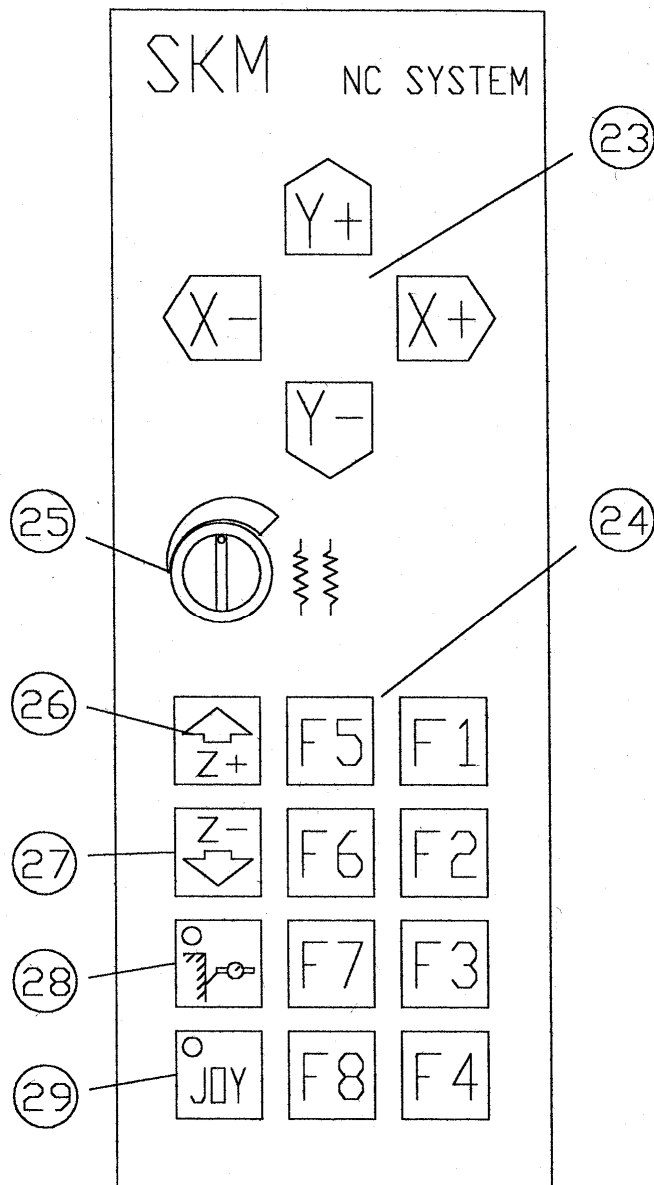 SKM NC SYSTEM
23
Y+
X- X+
Y-
25
24
26
Z+ F5 F1
27
Z- F6 F2
28
F7 F3
29
JOY F8 F4